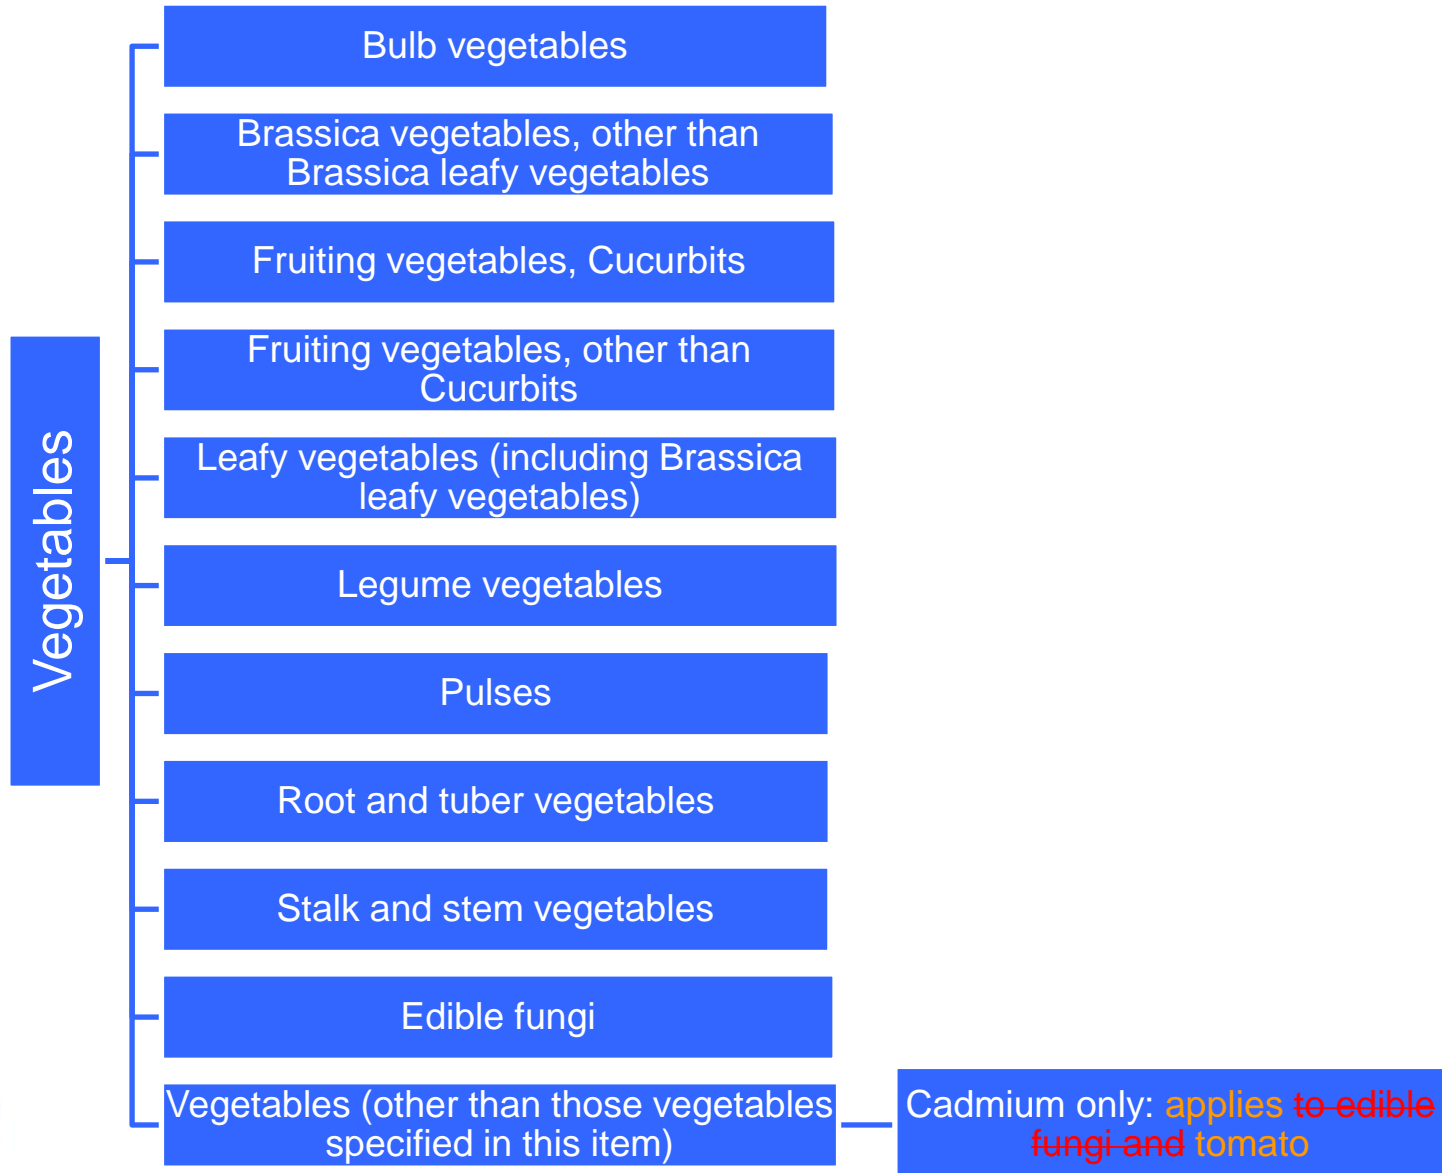 Vegetables
Bulb vegetables
Brassica vegetables, other than
Brassica leafy vegetables
Fruiting vegetables, Cucurbits
Fruiting vegetables, other than
Cucurbits
Leafy vegetables (including Brassica
leafy vegetables)
Legume vegetables
Pulses
Root and tuber vegetables
Stalk and stem vegetables
Edible fungi
Vegetables (other than those vegetables
specified in this item)
Cadmium only: applies to edible
fungi and tomato